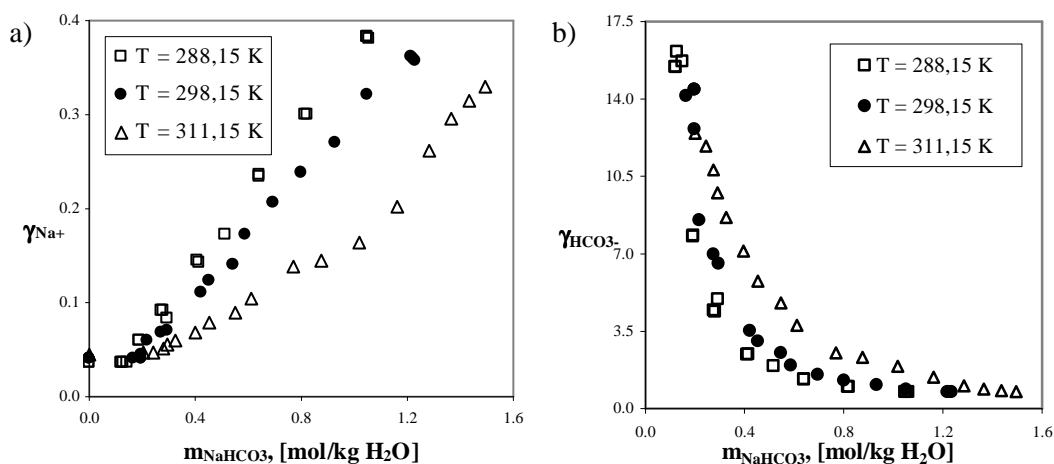 a)
0.4
0.3
0.2
0.1
0.0
γNa+
T = 288,15 K
T = 298,15 K
T = 311,15 K
0.0 0.4 0.8 1.2 1.6
mNaHCO3, [mol/kg H2O]
b)
17.5
14.0
10.5
7.0
3.5
0.0
γHCO3-
T = 288,15 K
T = 298,15 K
T = 311,15 K
0.0 0.4 0.8 1.2 1.6
mNaHCO3, [mol/kg H2O]